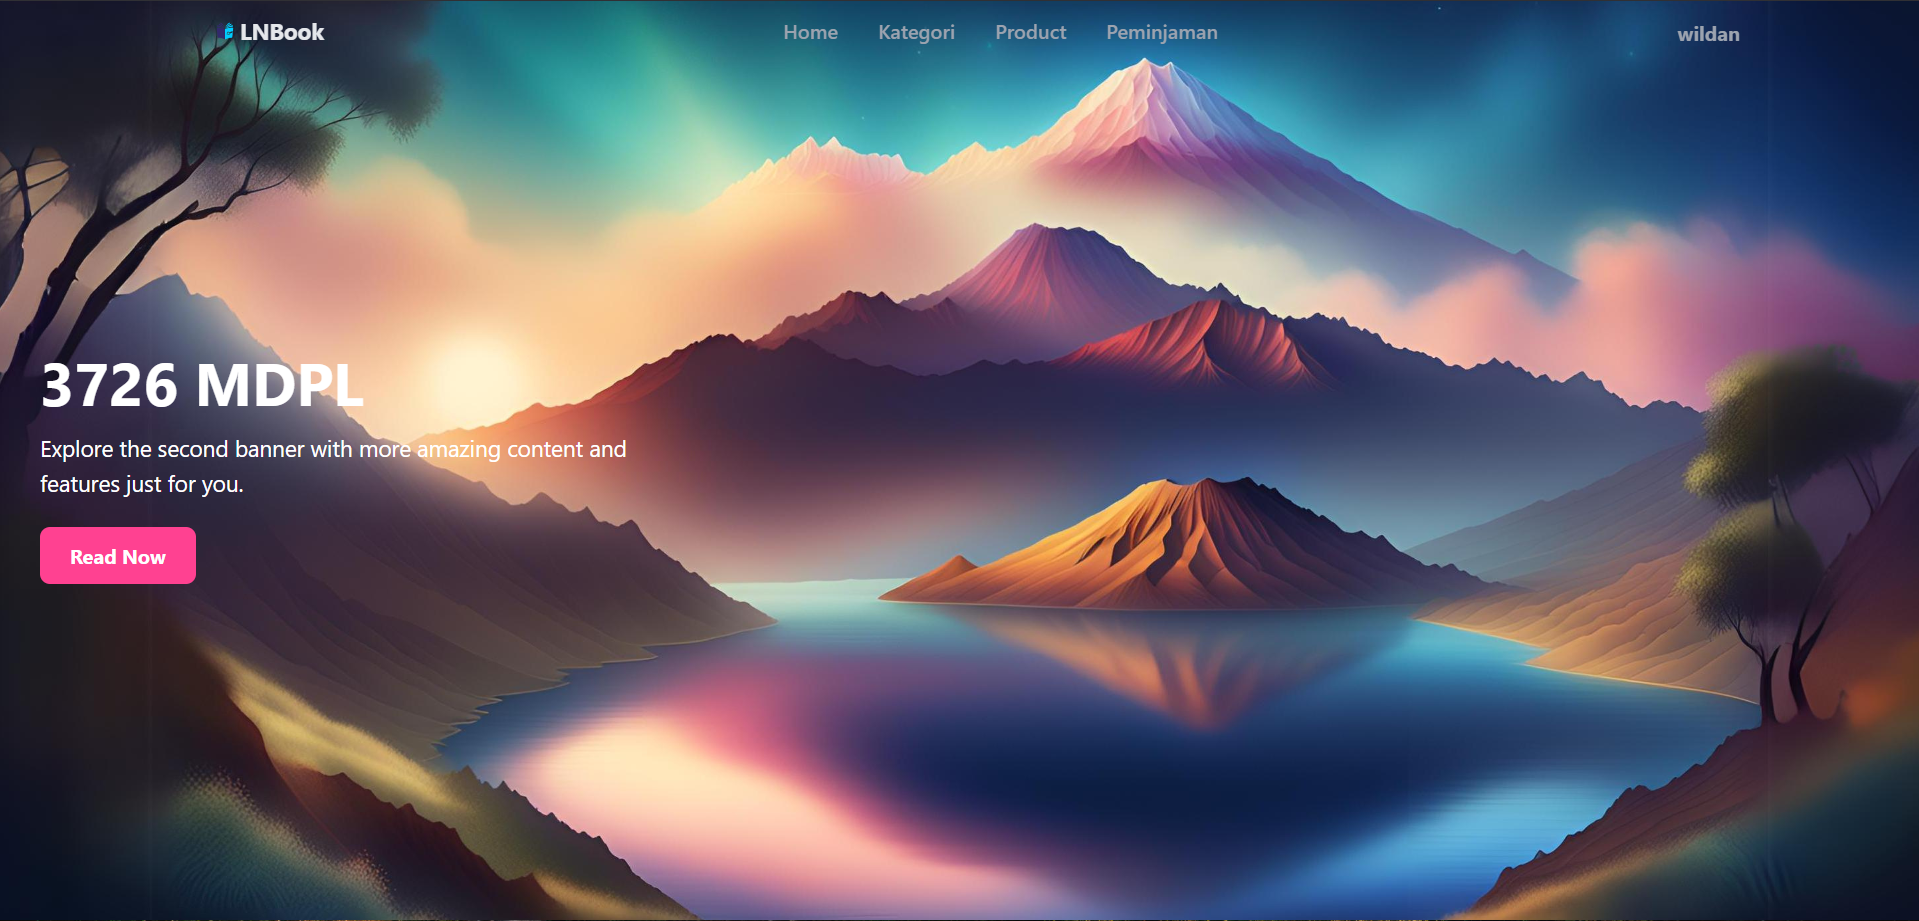 LNBook
Home Kategori Product Peminjaman
wildan
3726 MDPL
Explore the second banner with more amazing content and
features just for you.
Read Now